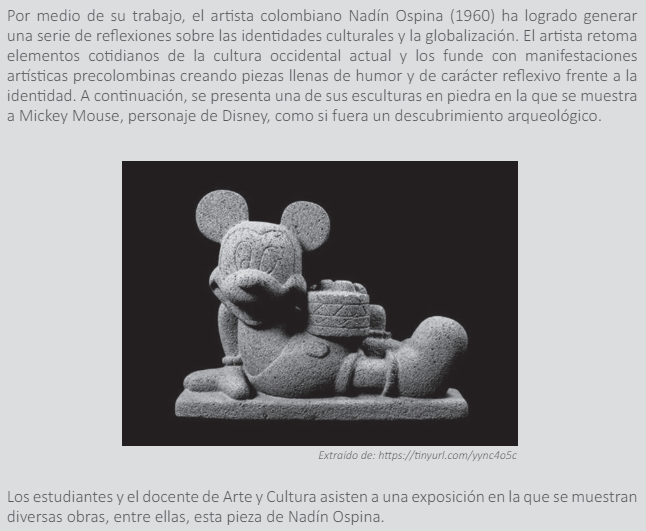 Por medio de su trabajo, el artista colombiano Nadín Ospina (1960) ha logrado generar
una serie de reflexiones sobre las identidades culturales y la globalización. El artista retoma
elementos cotidianos de la cultura occidental actual y los funde con manifestaciones
artísticas precolombinas creando piezas llenas de humor y de carácter reflexivo frente a la
identidad. A continuación, se presenta una de sus esculturas en piedra en la que se muestra
a Mickey Mouse, personaje de Disney, como si fuera un descubrimiento arqueológico.
Extraído de: https://tinyurl.com/yync4o5c
Los estudiantes y el docente de Arte y Cultura asisten a una exposición en la que se muestran
diversas obras, entre ellas, esta pieza de Nadín Ospina.